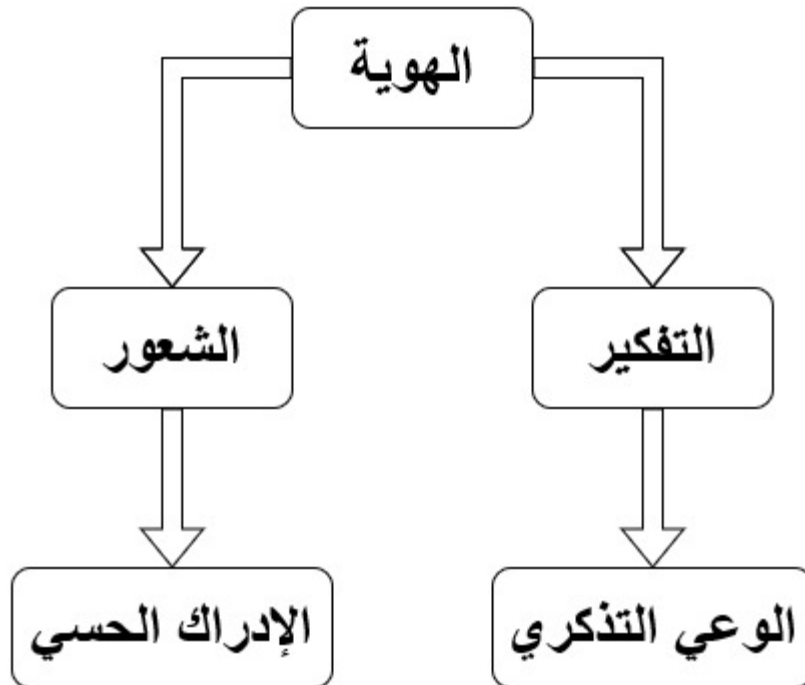 الهوية
التفكير
الشعور
الوعي التذكري
الإدراك الحسي